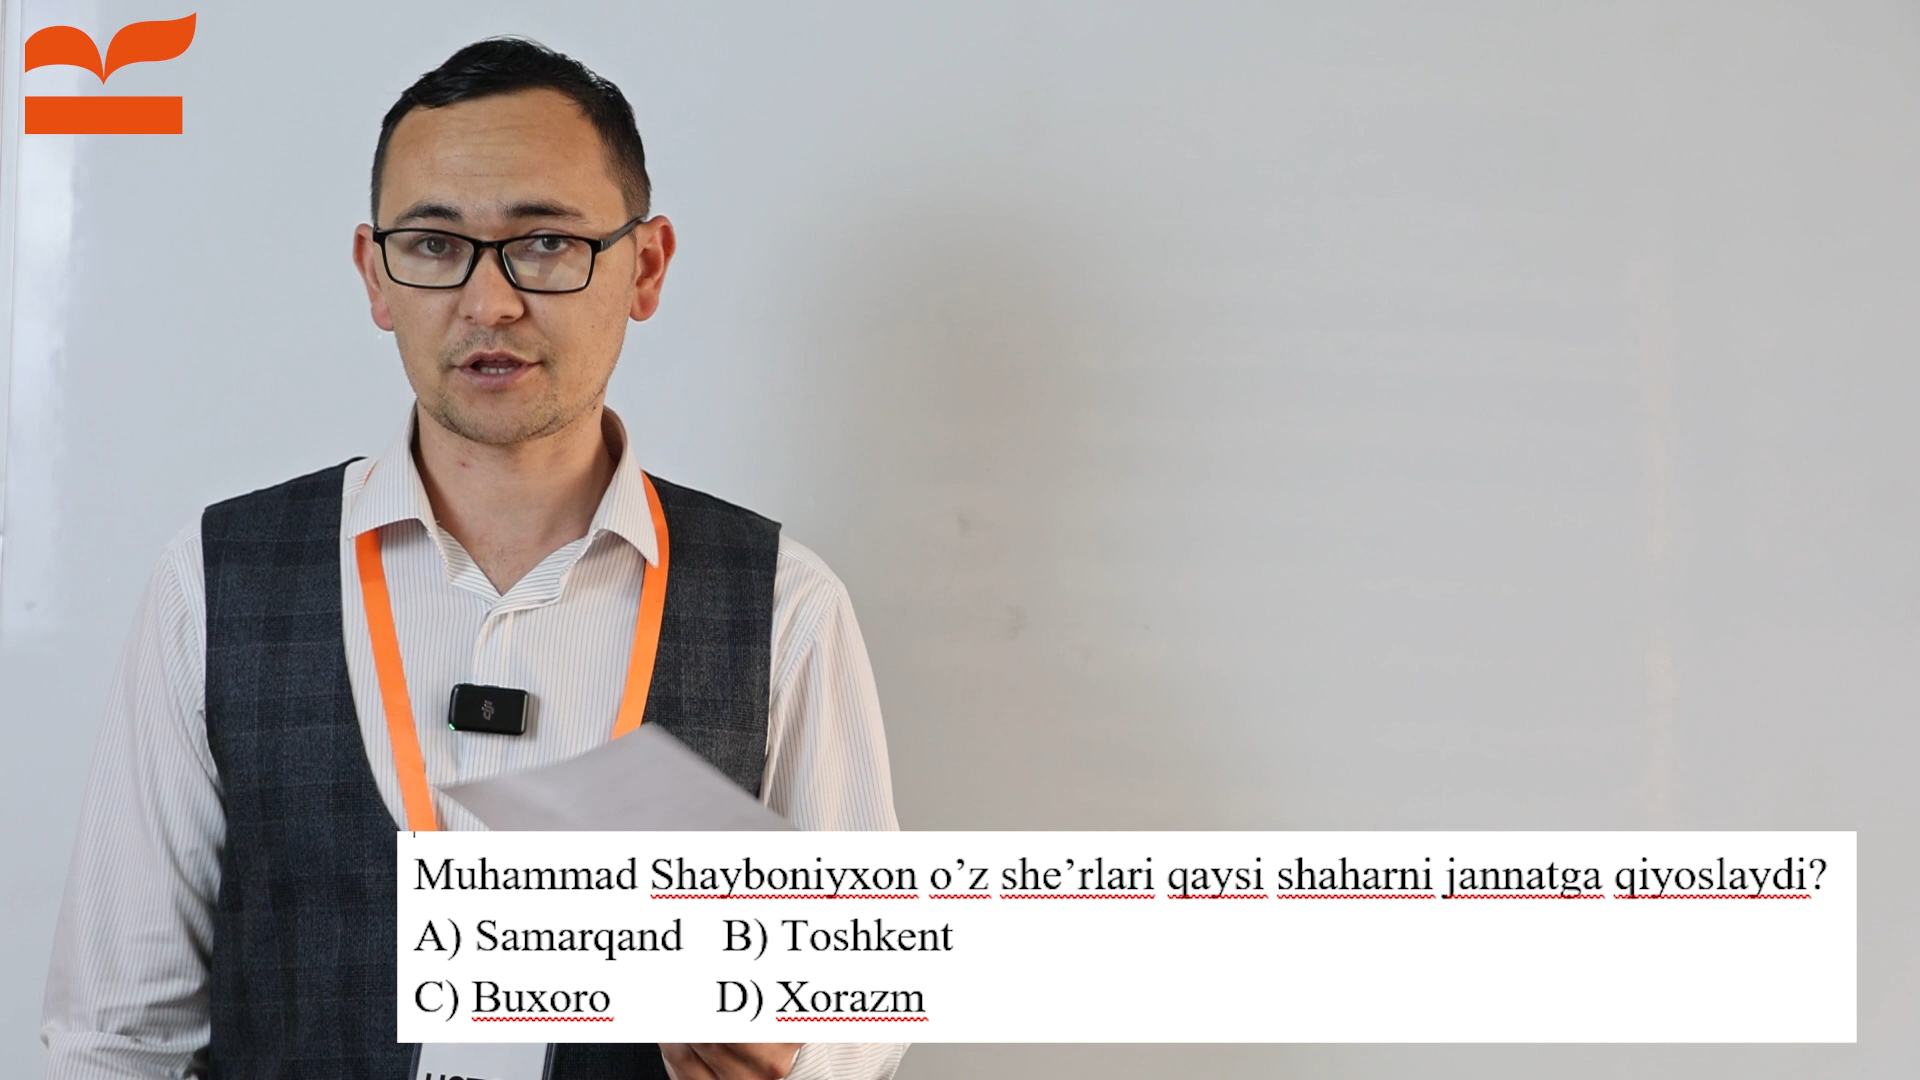 Muhammad Shayboniyxon o’z she’rlari qaysi shaharni jannatga qiyoslaydi?
A) Samarqand B) Toshkent
C) Buxoro D) Xorazm